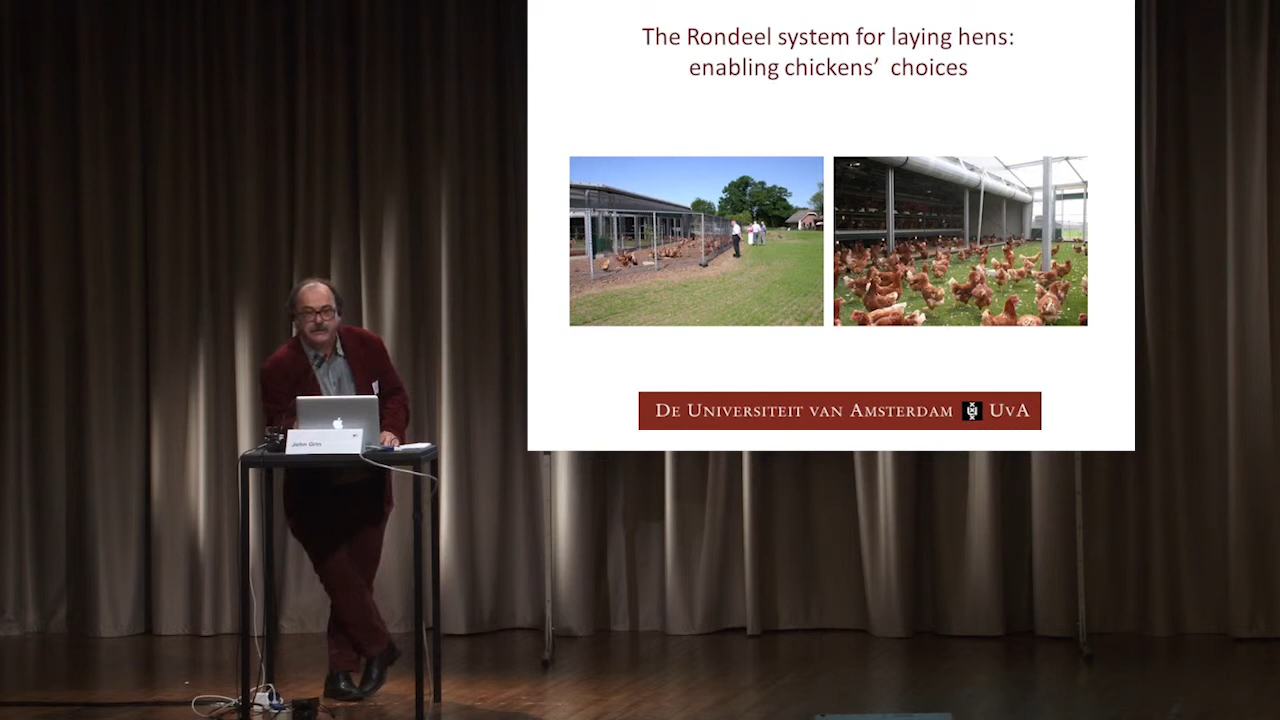 The Rondeel system for laying hens:
enabling chickens’ choices
DE UNIVERSITEIT VAN AMSTERDAM UvA
John Grin